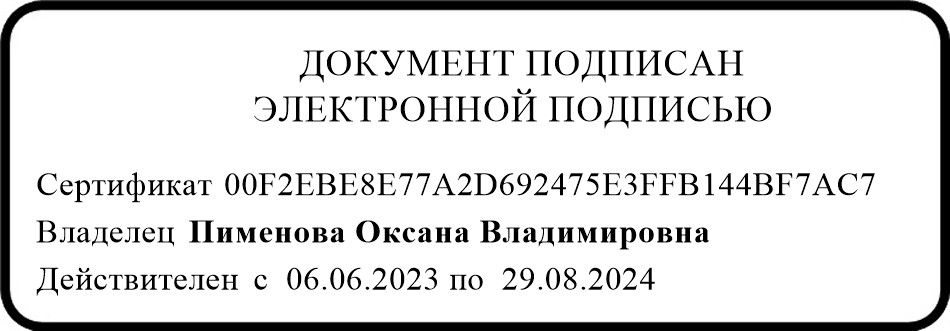 ДОКУМЕНТ ПОДПИСАН
ЭЛЕКТРОННОЙ ПОДПИСЬЮ
Сертификат 00F2EBE8E77A2D692475E3FFB144BF7AC7
Владелец Пименова Оксана Владимировна
Действителен с 06.06.2023 по 29.08.2024